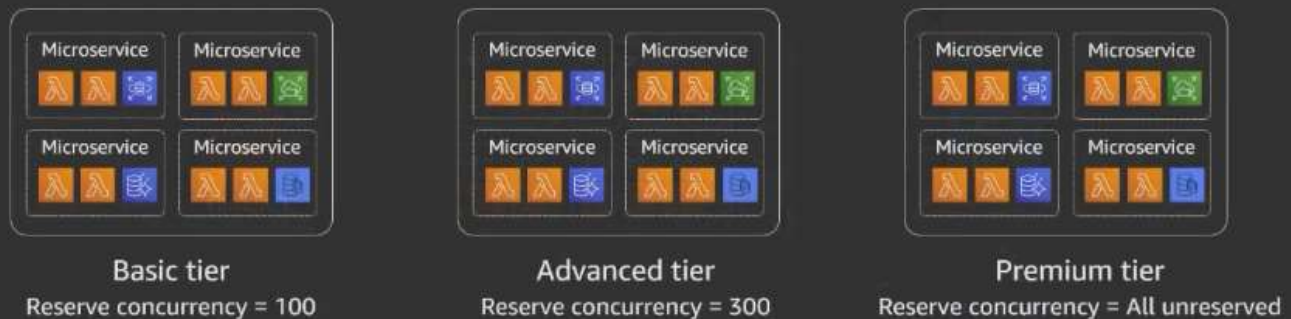 Microservice Microservice
Microservice Microservice
Basic tier
Reserve concurrency = 100
Microservice Microservice
Microservice Microservice
Advanced tier
Reserve concurrency = 300
Microservice Microservice
Microservice Microservice
Premium tier
Reserve concurrency = All unreserved